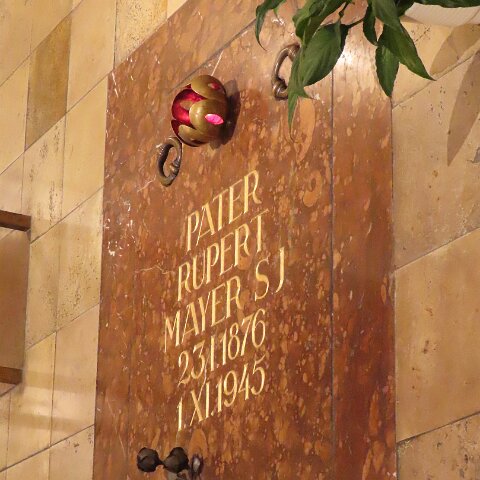 PATER
RUPERT
MAYER SJ
23.I.1876
1.XI.1945